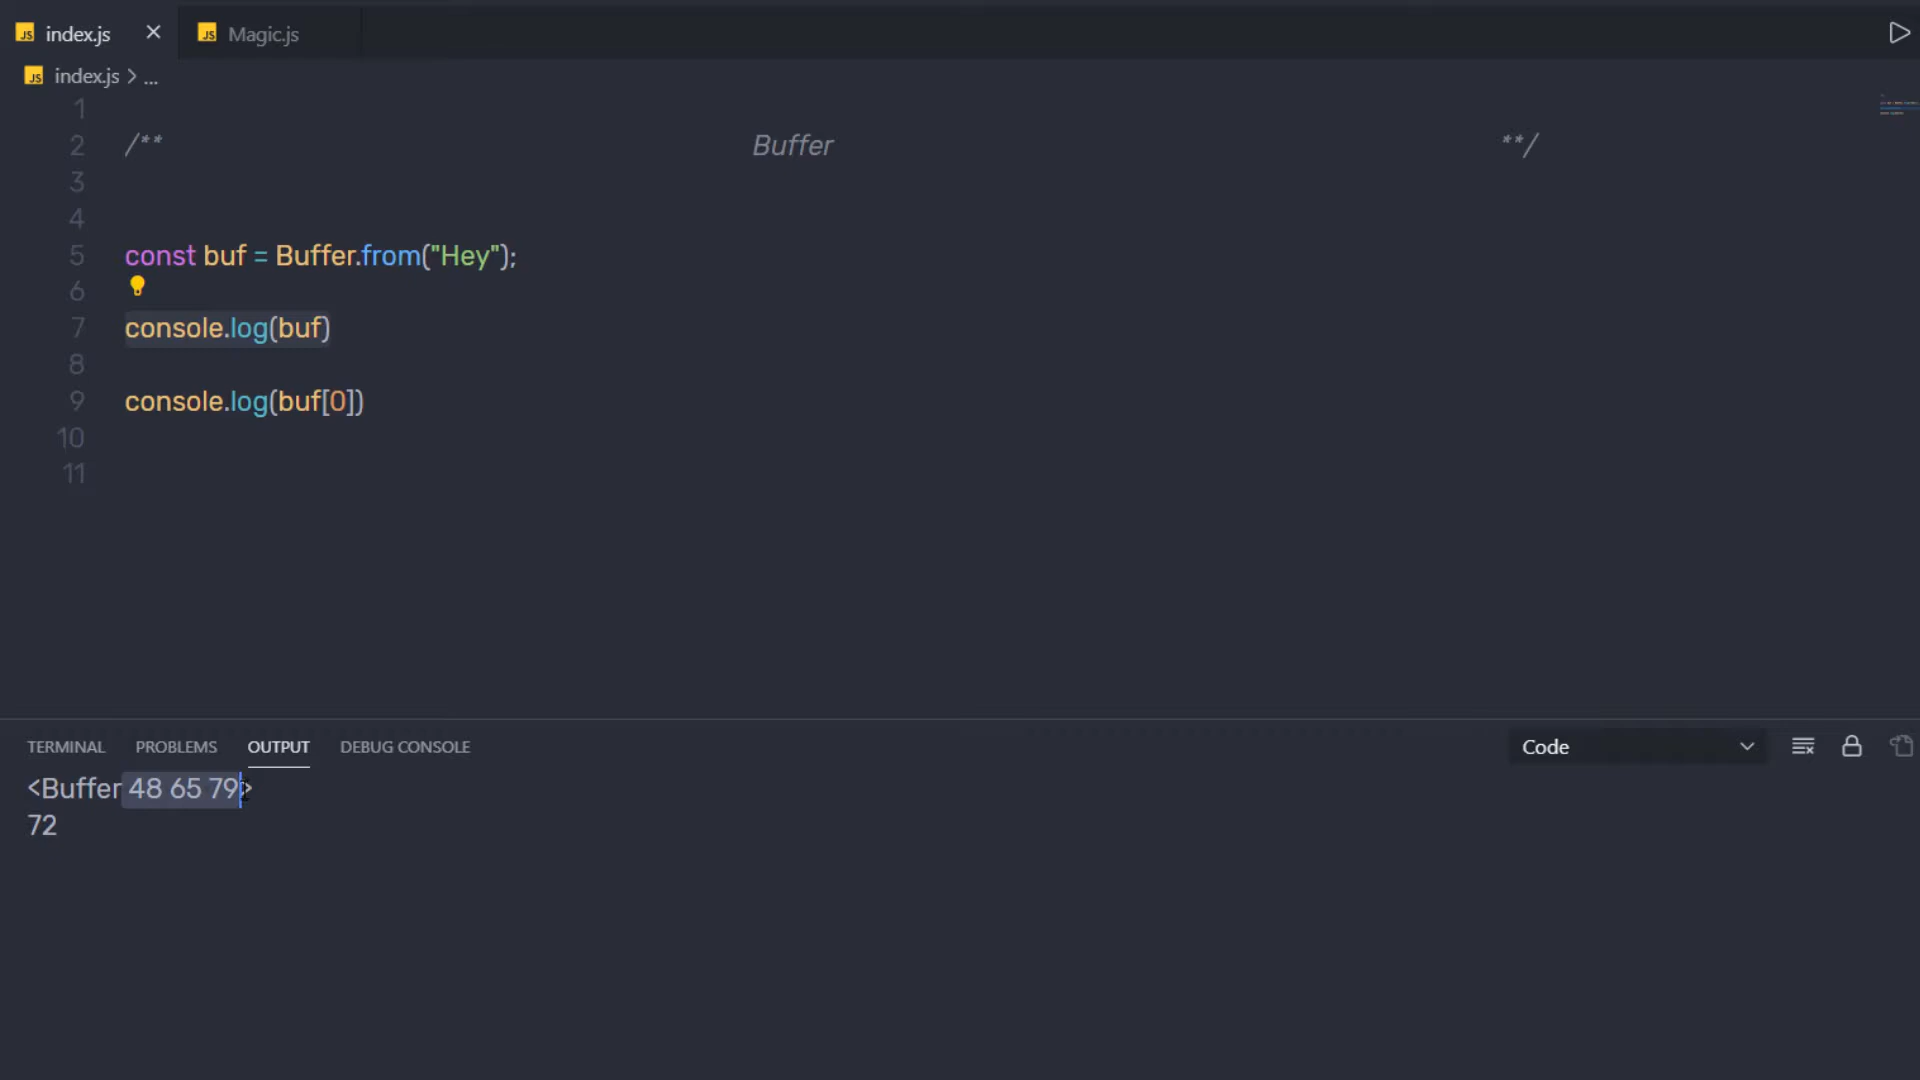 JS index.js Magic.js
JS index.js > ...
1
2 /** Buffer **/
3
4
5 const buf = Buffer.from("Hey");
6
7 console.log(buf)
8
9 console.log(buf[0])
10
11
TERMINAL PROBLEMS OUTPUT DEBUG CONSOLE Code
<Buffer 48 65 79>
72